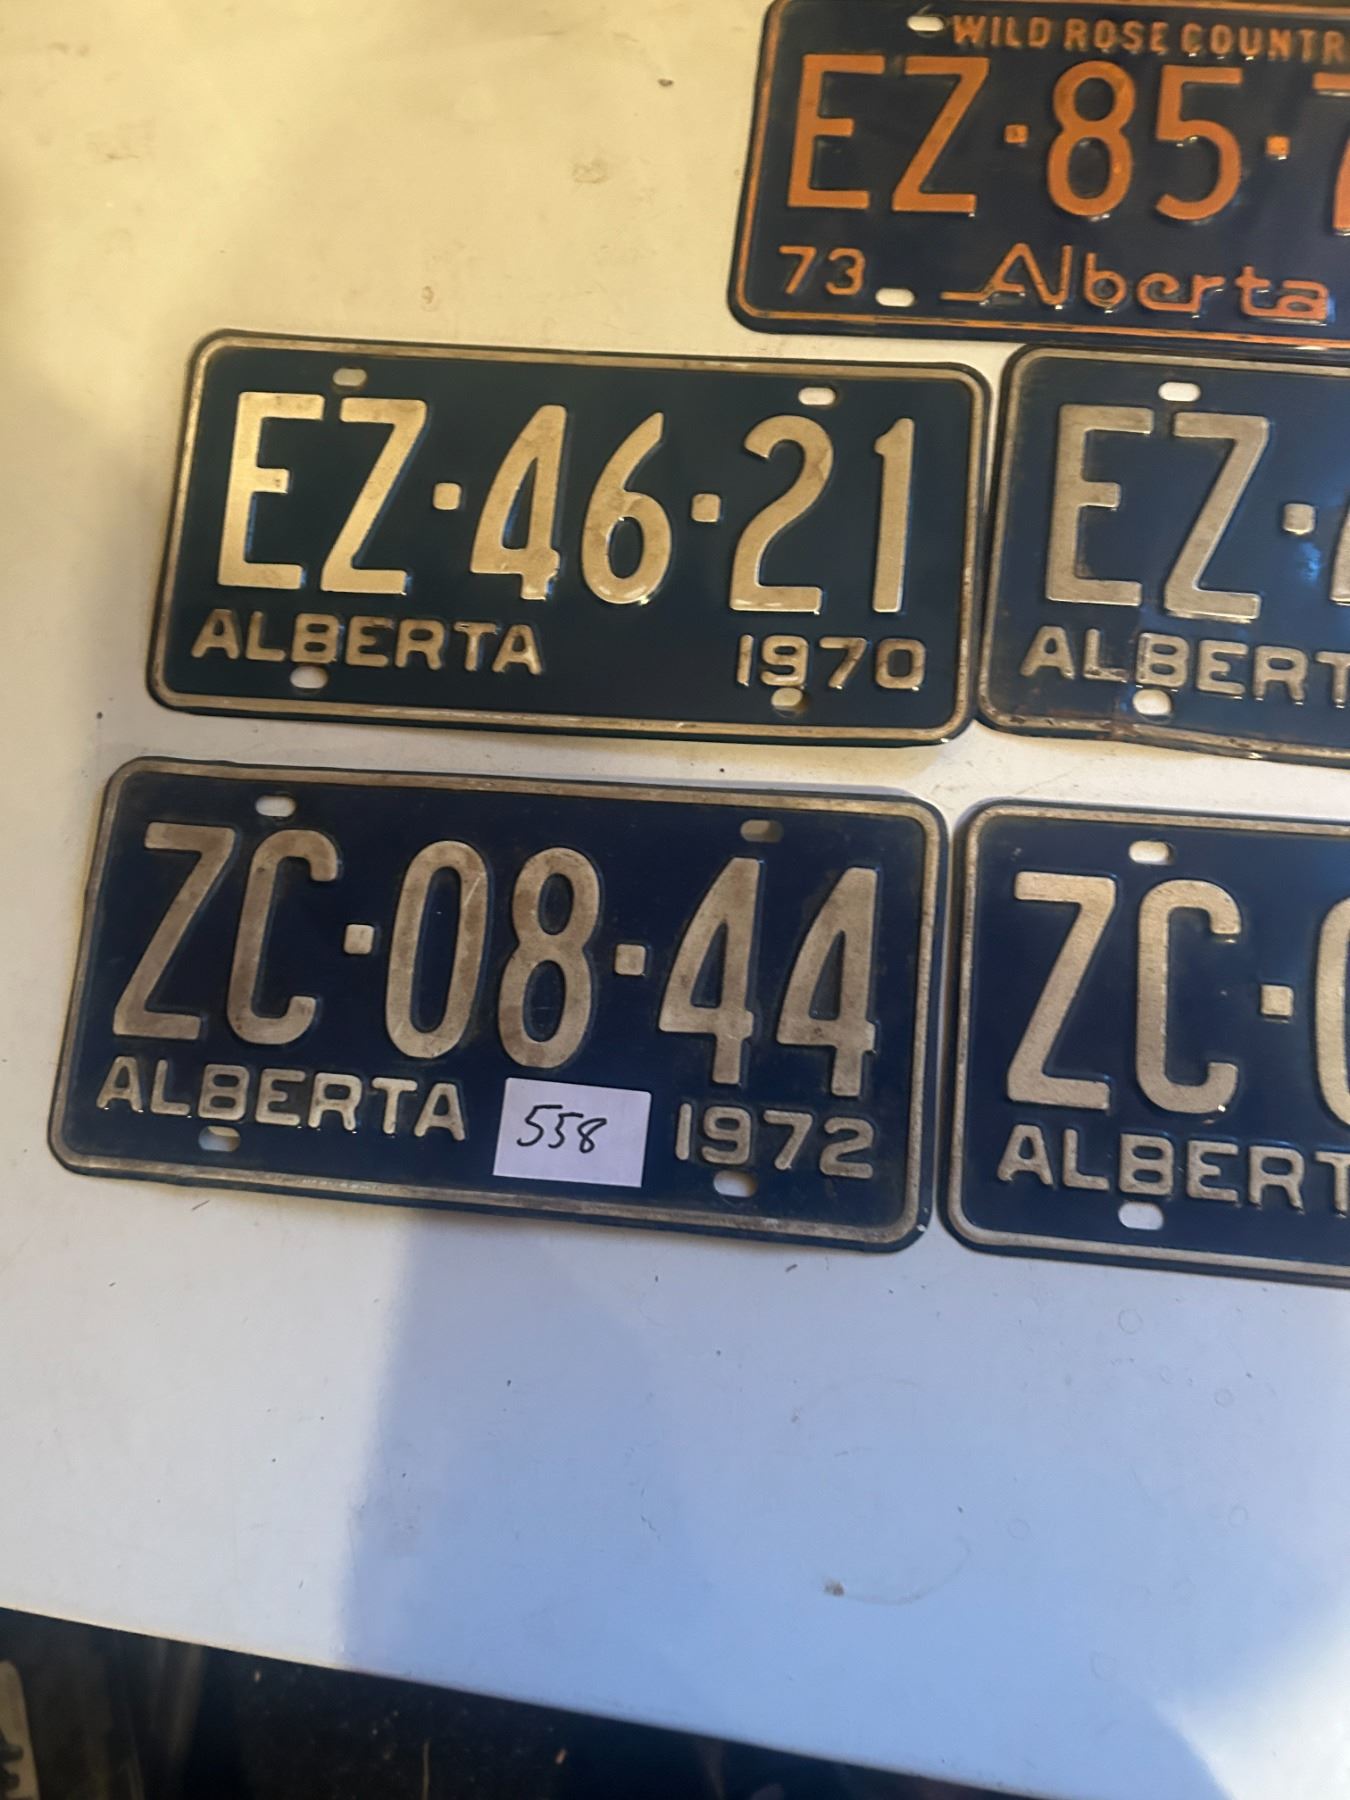 WILD ROSE COUNTR
EZ·85·
73 Alberta
EZ·46·21
ALBERTA 1970
EZ·
ALBERT
ZC·08·44
ALBERTA 558 1972
ZC·
ALBERT